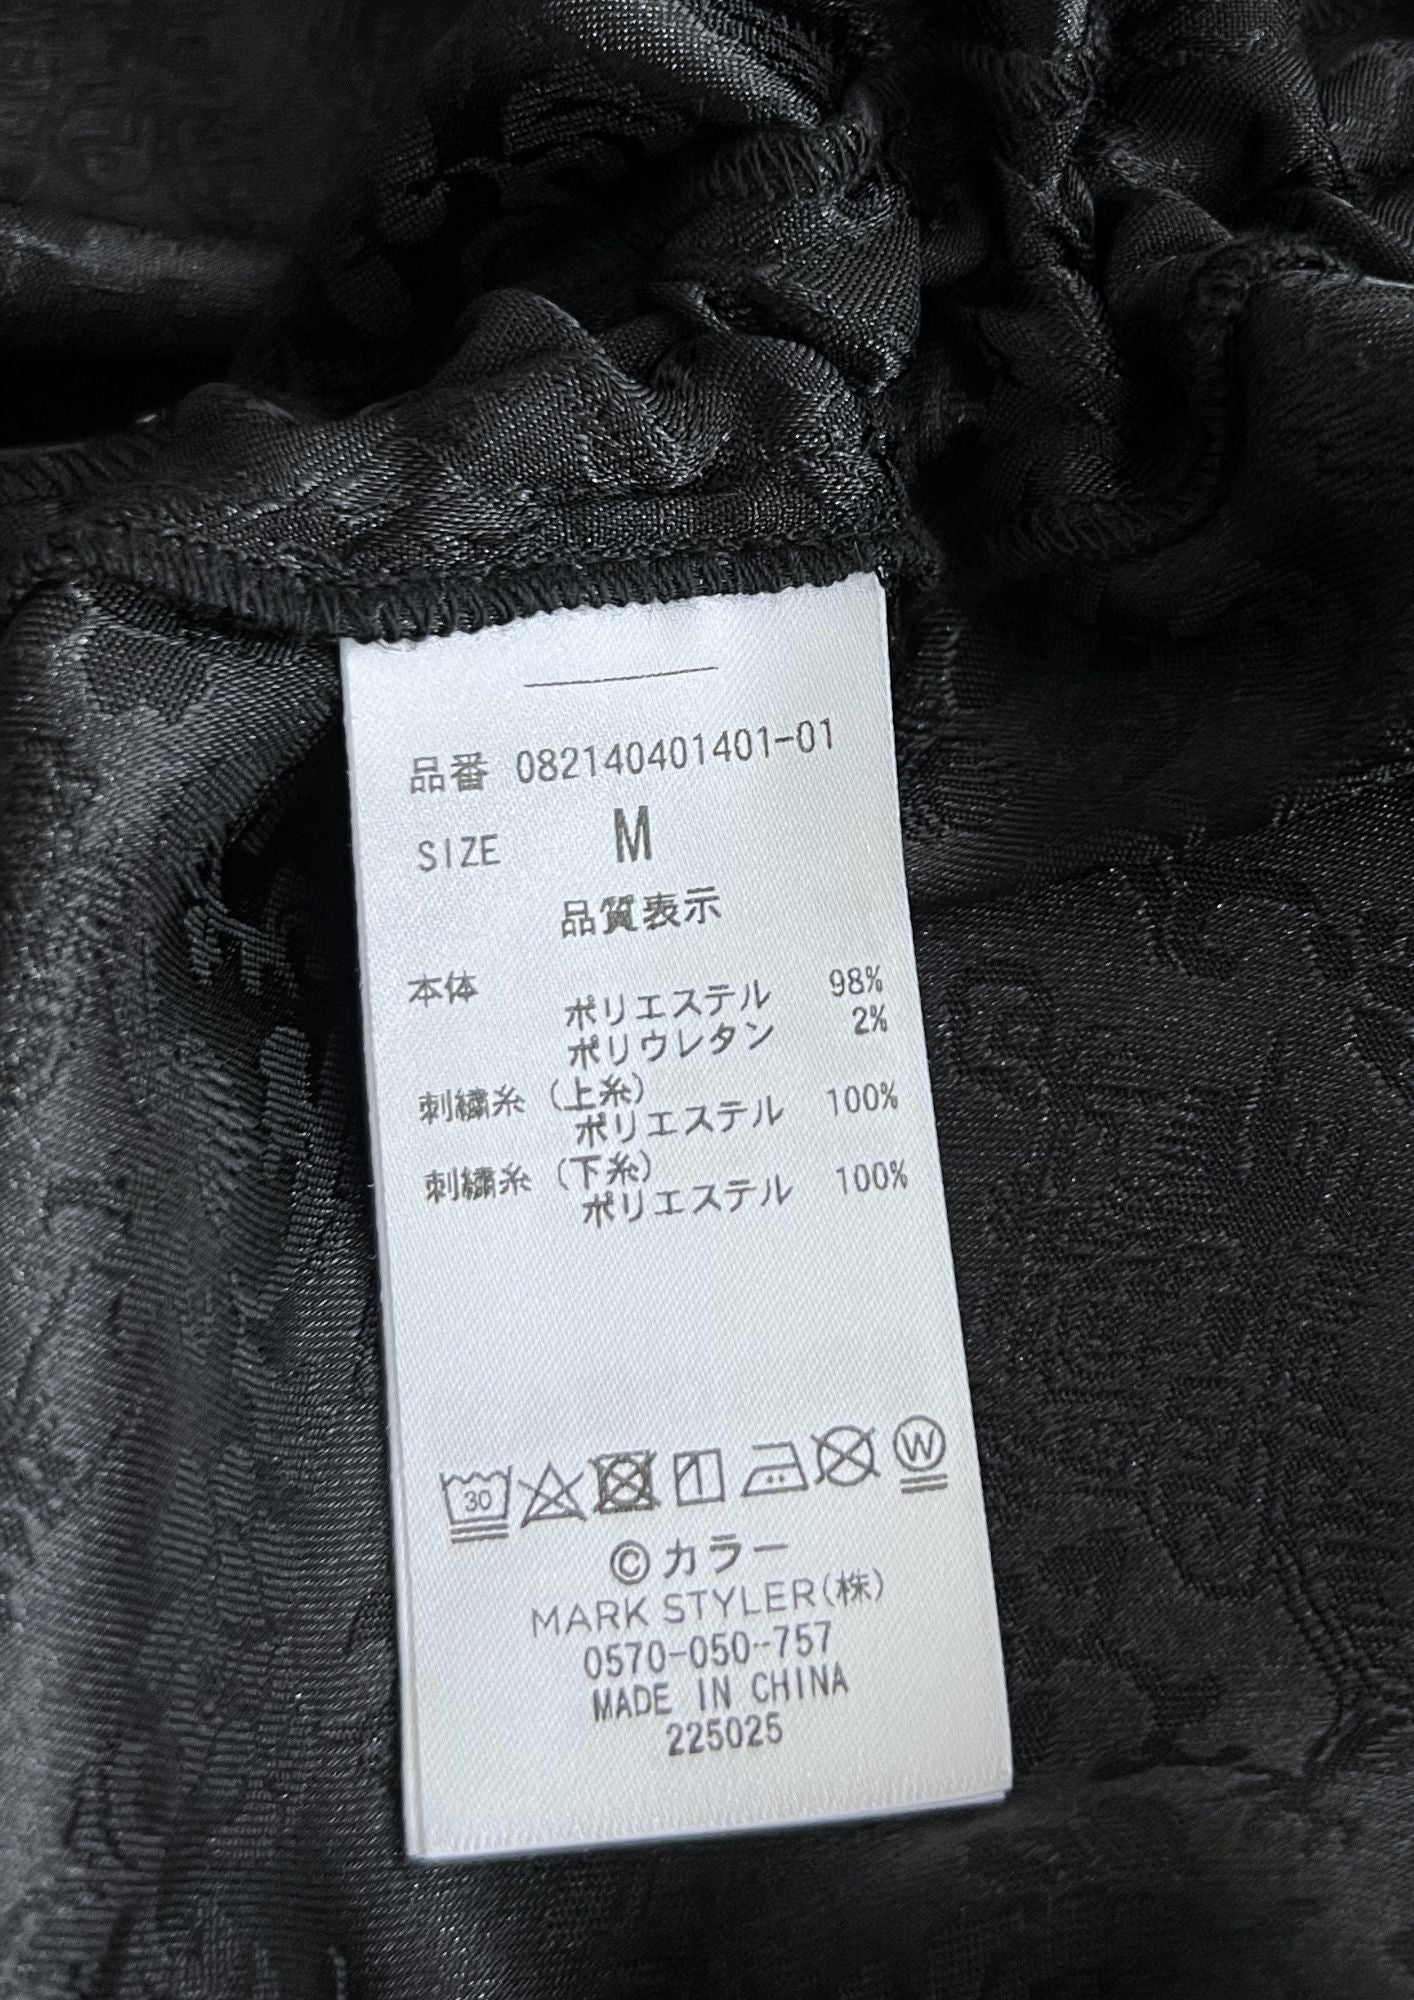 品番 082140401401-01
SIZE M
品質表示
本体
ポリエステル 98%
ポリウレタン 2%
刺繍糸 (上糸)
ポリエステル 100%
刺繍糸 (下糸)
ポリエステル 100%
30 1 W
©カラー
MARK STYLER(株)
0570-050-757
MADE IN CHINA
225025